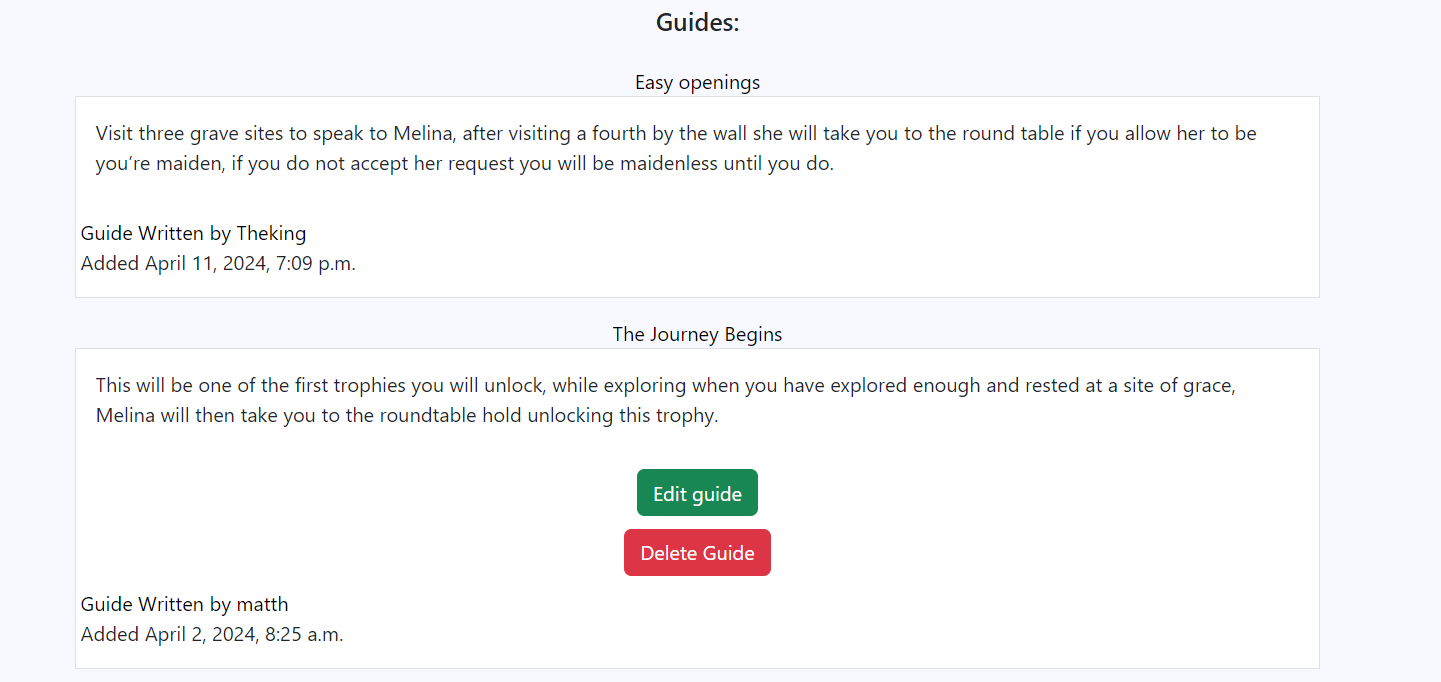 Guides:
Easy openings
Visit three grave sites to speak to Melina, after visiting a fourth by the wall she will take you to the round table if you allow her to be
you’re maiden, if you do not accept her request you will be maidenless until you do.
Guide Written by Theking
Added April 11, 2024, 7:09 p.m.
The Journey Begins
This will be one of the first trophies you will unlock, while exploring when you have explored enough and rested at a site of grace,
Melina will then take you to the roundtable hold unlocking this trophy.
Edit guide
Delete Guide
Guide Written by matth
Added April 2, 2024, 8:25 a.m.